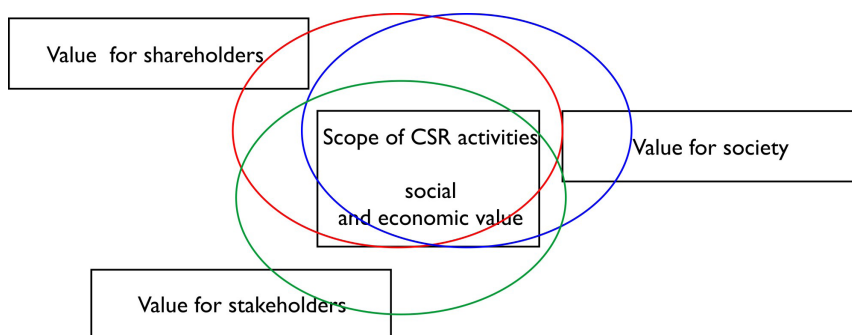 Value for shareholders
Scope of CSR activities
Value for society
social
and economic value
Value for stakeholders